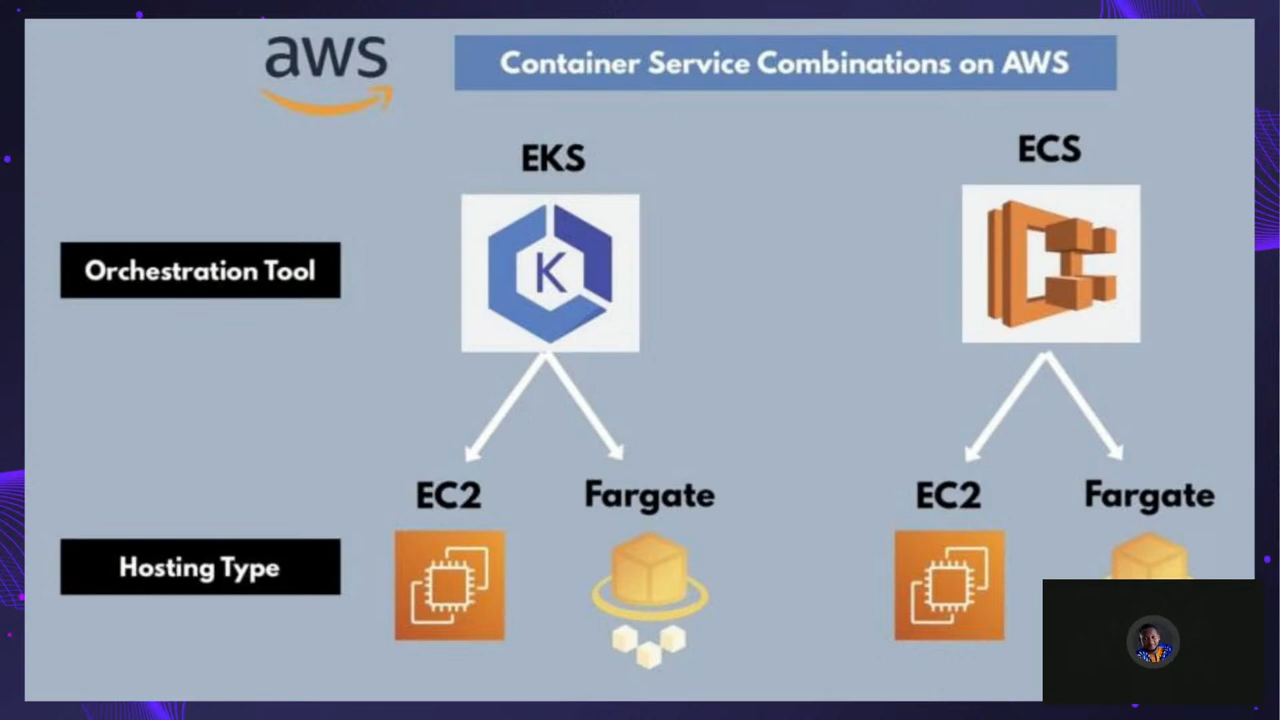 aws
Container Service Combinations on AWS
EKS
ECS
K
Orchestration Tool
EC2
Fargate
EC2
Fargate
Hosting Type